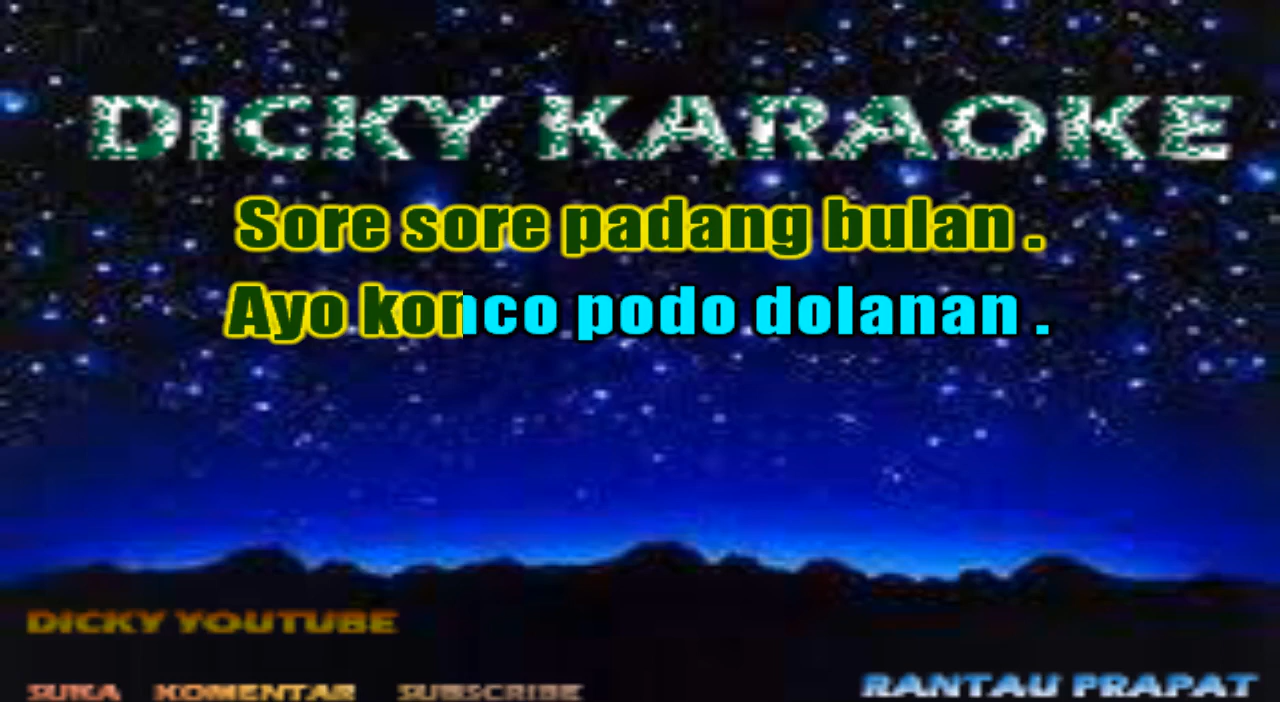 DICKY KARAOKE
Sore sore padang bulan .
Ayo konco podo dolanan .
DICKY YOUTUBE
SUKA KOMENTAR SUBSCRIBE
RANTAU PRAPAT